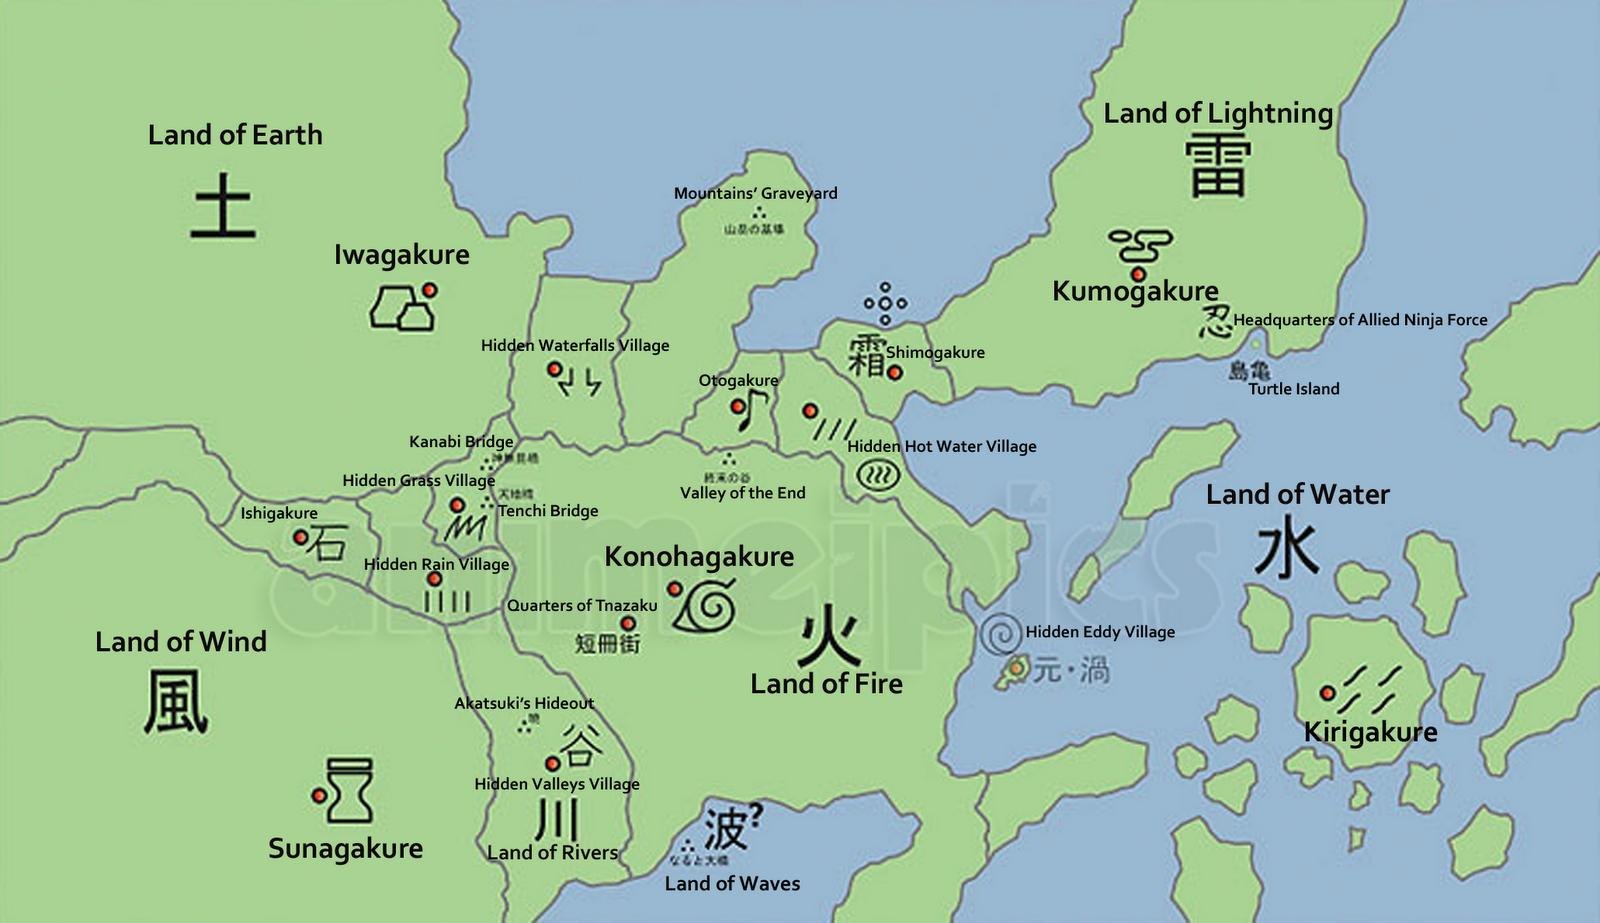 Land of Earth
土
Iwagakure
Mountains' Graveyard
山岳の墓場
Land of Lightning
雷
Kumogakure
忍
Headquarters of Allied Ninja Force
島亀
Turtle Island
Hidden Waterfalls Village
霜
Shimogakure
Otogakure
Hidden Hot Water Village
Kanabi Bridge
神無毘橋
Hidden Grass Village
天地橋
Tenchi Bridge
終末の谷
Valley of the End
Ishigakure
石
Hidden Rain Village
Land of Water
水
Konohagakure
Quarters of Tnazaku
短冊街
火
Land of Fire
Hidden Eddy Village
元・渦
Land of Wind
風
Akatsuki's Hideout
暁
谷
Hidden Valleys Village
川
Land of Rivers
Kirigakure
Sunagakure
波?
なると大橋
Land of Waves
animeipics